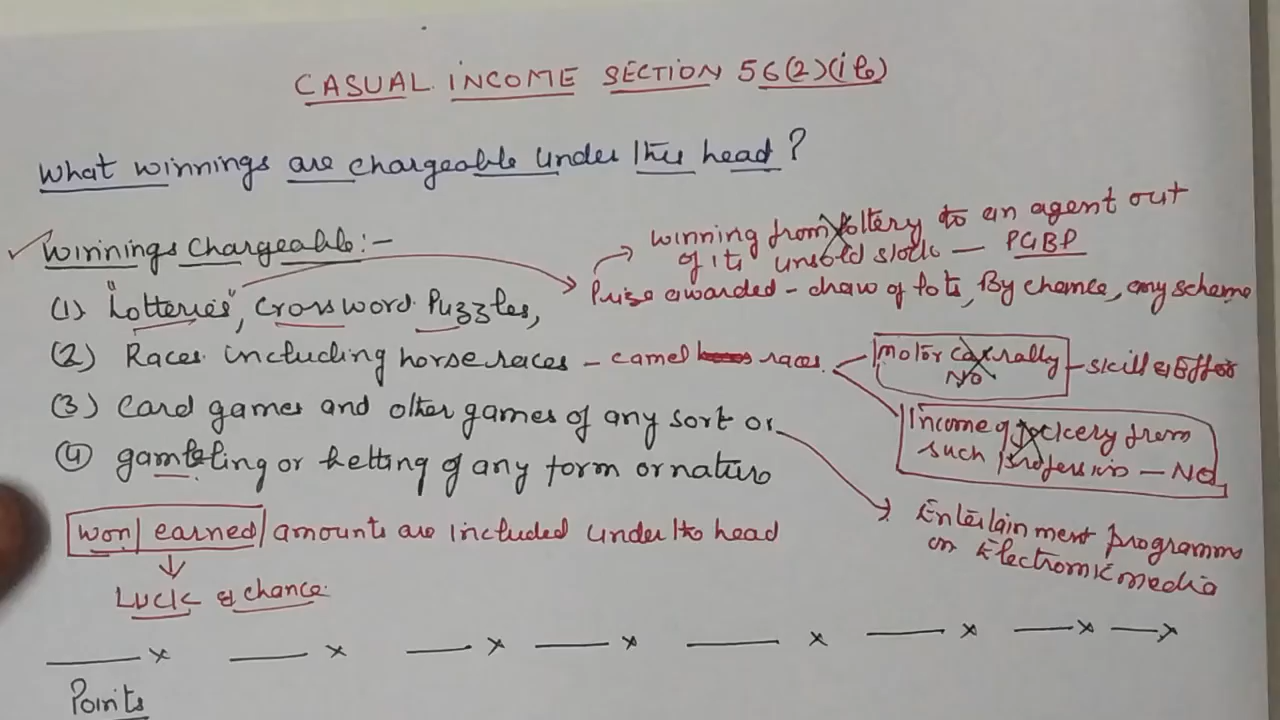 CASUAL INCOME SECTION 56(2)(ib)
What winnings are chargeable under this head?
Winnings Chargeable:-
winning from lottery to an agent out
of its unsold stock — PGBP
(1) "Lotteries", Crossword Puzzles,
Prize awarded - draw of lots, By chance, any scheme
(2) Races including horse races - camel races
motor car rally
NO
- skill & Effor
(3) Card games and other games of any sort or
Income of jockery from
such profession - NO
(4) gambling or betting of any form or nature
won/earned/amounts are included under the head
Entertainment programme
on Electronic media
Luck & chance
Points